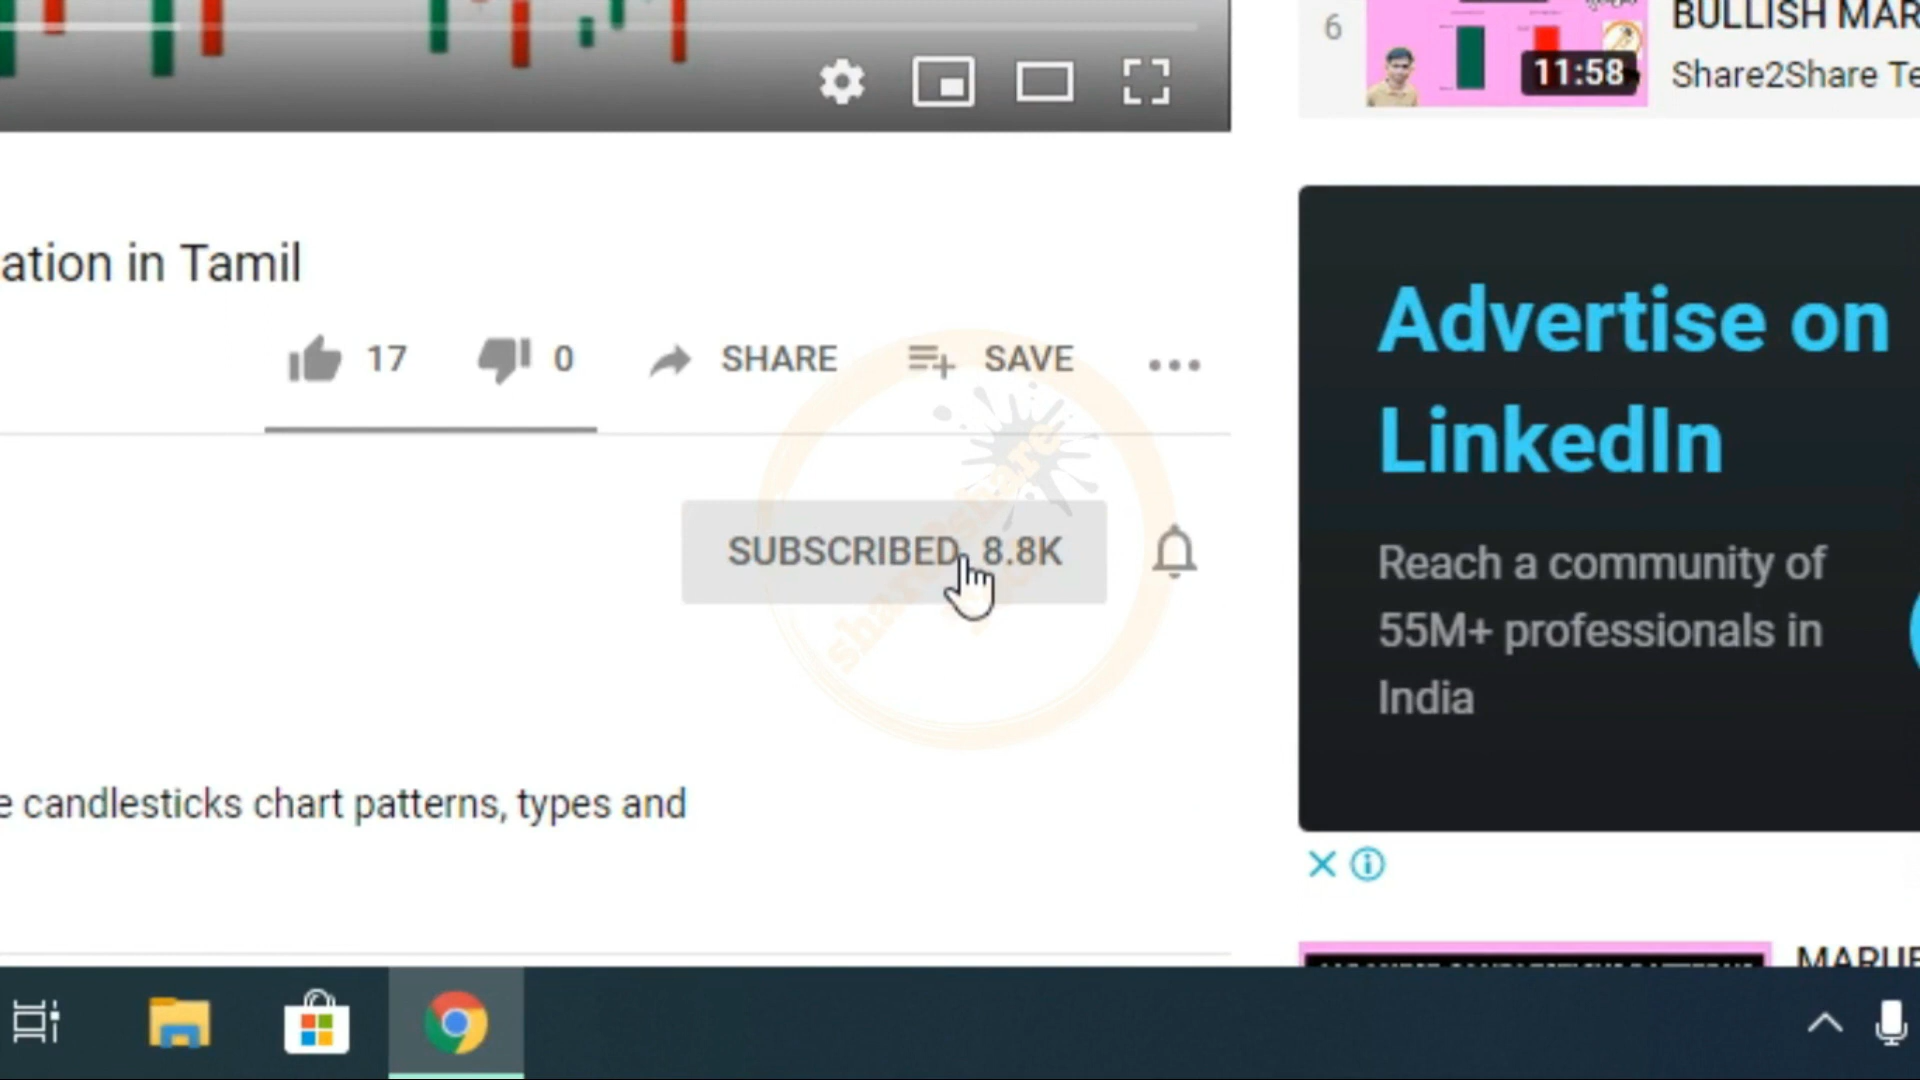 6
BULLISH MAR
11:58
Share2Share Te
ation in Tamil
17
0
SHARE
SAVE
SUBSCRIBED 8.8K
share2share
e candlesticks chart patterns, types and
Advertise on
LinkedIn
Reach a community of
55M+ professionals in
India